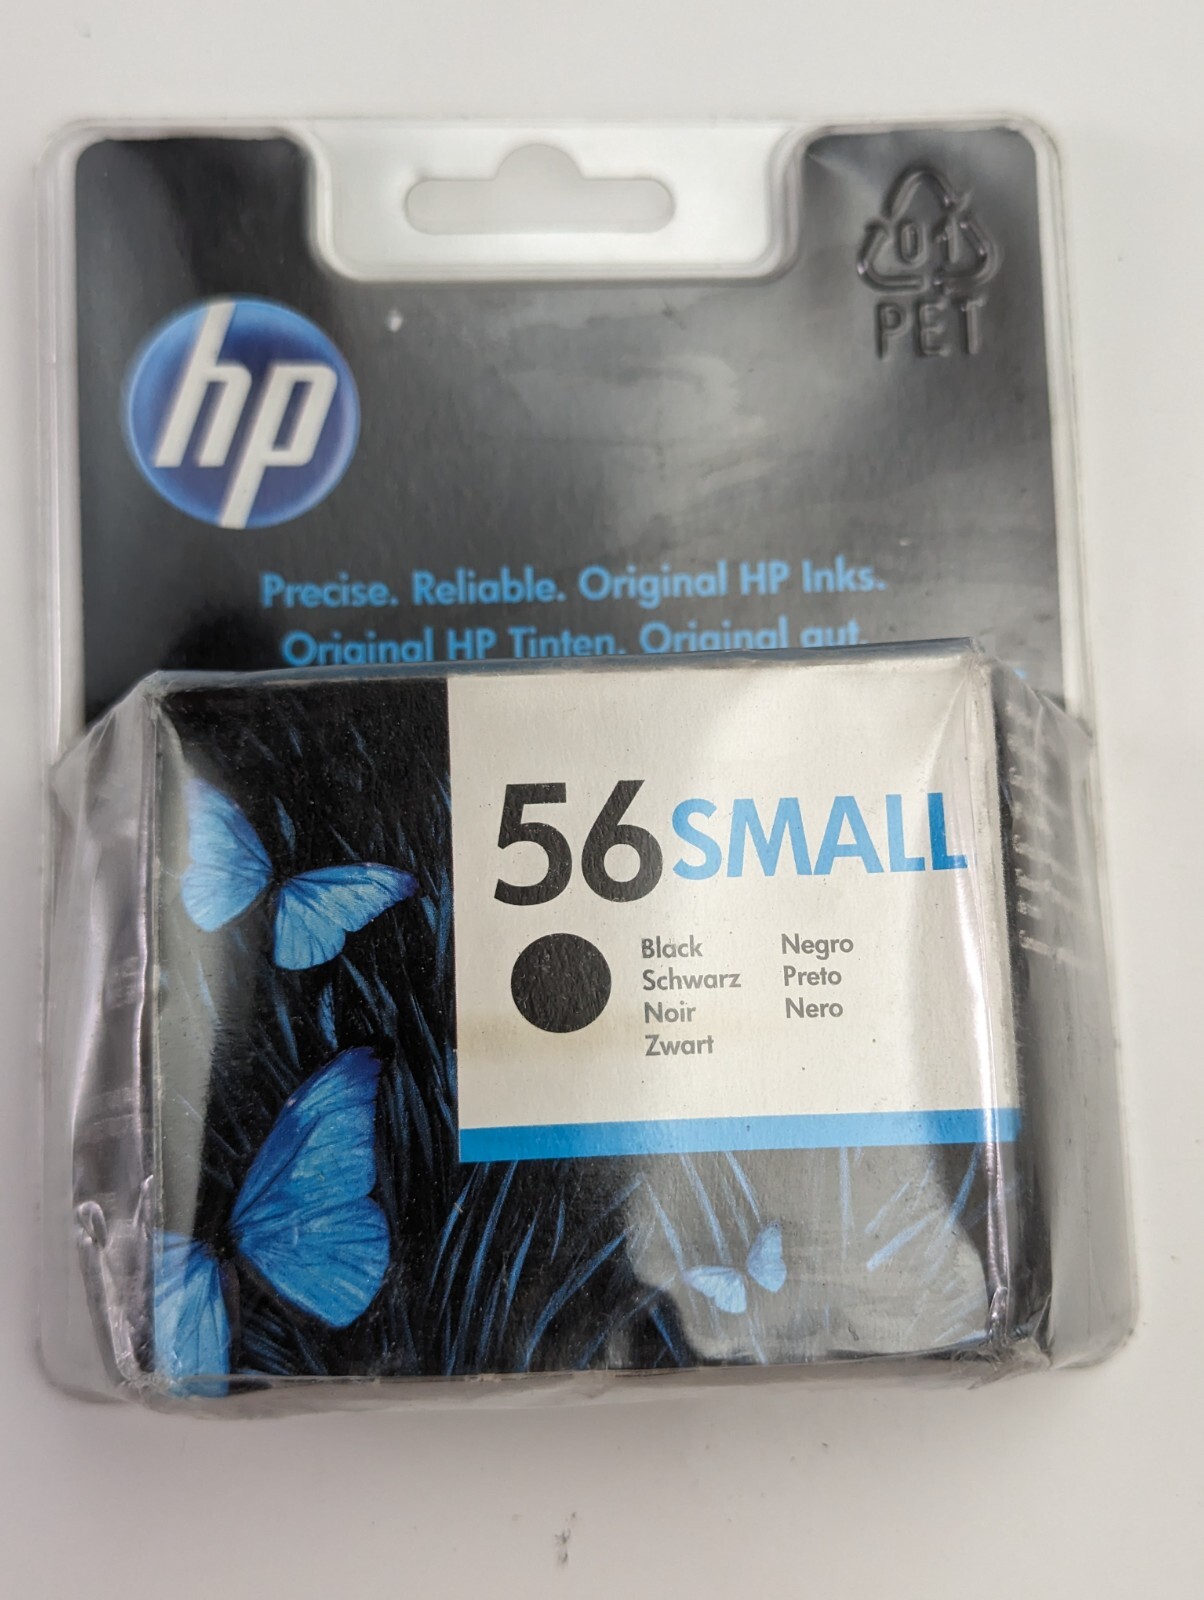 01
PET
hp
Precise. Reliable. Original HP Inks.
Original HP Tinten. Original gut.
56 SMALL
Black
Schwarz
Noir
Zwart
Negro
Preto
Nero